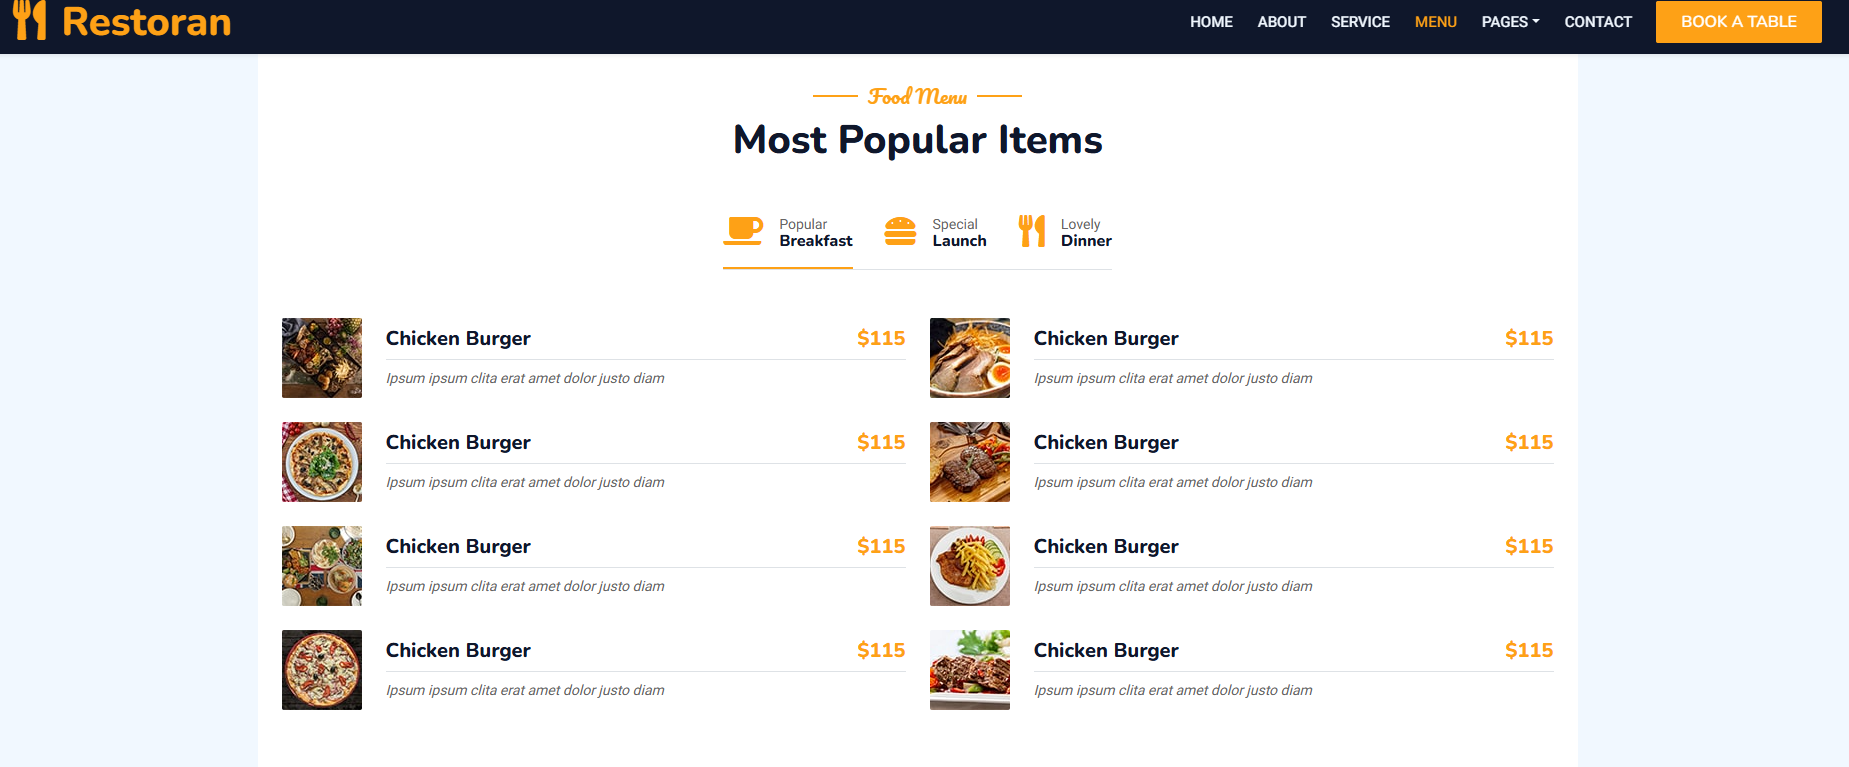 Restoran
HOME ABOUT SERVICE MENU PAGES CONTACT BOOK A TABLE
Food Menu
Most Popular Items
Popular
Breakfast
Special
Launch
Lovely
Dinner
Chicken Burger $115
Ipsum ipsum clita erat amet dolor justo diam
Chicken Burger $115
Ipsum ipsum clita erat amet dolor justo diam
Chicken Burger $115
Ipsum ipsum clita erat amet dolor justo diam
Chicken Burger $115
Ipsum ipsum clita erat amet dolor justo diam
Chicken Burger $115
Ipsum ipsum clita erat amet dolor justo diam
Chicken Burger $115
Ipsum ipsum clita erat amet dolor justo diam
Chicken Burger $115
Ipsum ipsum clita erat amet dolor justo diam
Chicken Burger $115
Ipsum ipsum clita erat amet dolor justo diam